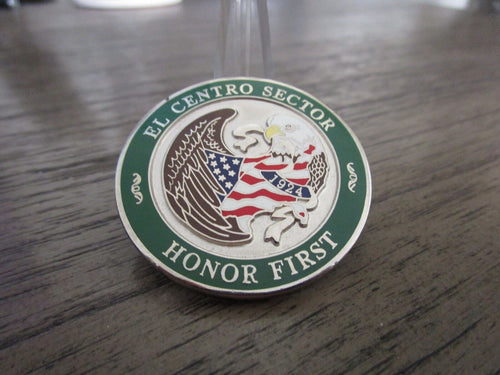 EL CENTRO SECTOR
1924
HONOR FIRST